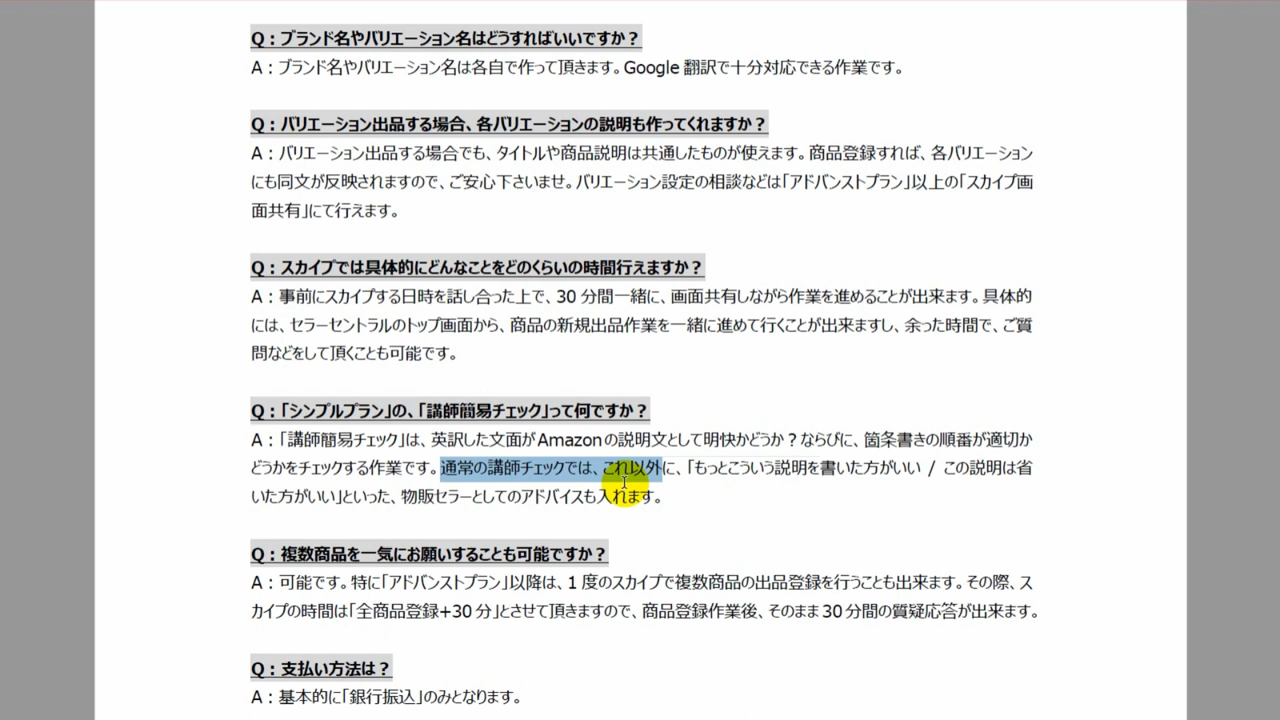 Q：ブランド名やバリエーション名はどうすればいいですか？
A：ブランド名やバリエーション名は各自で作って頂きます。Google 翻訳で十分対応できる作業です。
Q：バリエーション出品する場合、各バリエーションの説明も作ってくれますか？
A：バリエーション出品する場合でも、タイトルや商品説明は共通したものが使えます。商品登録すれば、各バリエーション
にも同文が反映されますので、ご安心下さいませ。バリエーション設定の相談などは「アドバンストプラン」以上の「スカイプ画
面共有」にて行えます。
Q：スカイプでは具体的にどんなことをどのくらいの時間行えますか？
A：事前にスカイプする日時を話し合った上で、30 分間一緒に、画面共有しながら作業を進めることが出来ます。具体的
には、セラーセントラルのトップ画面から、商品の新規出品作業を一緒に進めて行くことが出来ますし、余った時間で、ご質
問などをして頂くことも可能です。
Q：「シンプルプラン」の、「講師簡易チェック」って何ですか？
A：「講師簡易チェック」は、英訳した文面がAmazonの説明文として明快かどうか？ならびに、箇条書きの順番が適切か
どうかをチェックする作業です。通常の講師チェックでは、これ以外に、「もっとこういう説明を書いた方がいい / この説明は省
いた方がいい」といった、物販セラーとしてのアドバイスも入れます。
Q：複数商品を一気にお願いすることも可能ですか？
A：可能です。特に「アドバンストプラン」以降は、1 度のスカイプで複数商品の出品登録を行うことも出来ます。その際、ス
カイプの時間は「全商品登録+30 分」とさせて頂きますので、商品登録作業後、そのまま 30 分間の質疑応答が出来ます。
Q：支払い方法は？
A：基本的に「銀行振込」のみとなります。